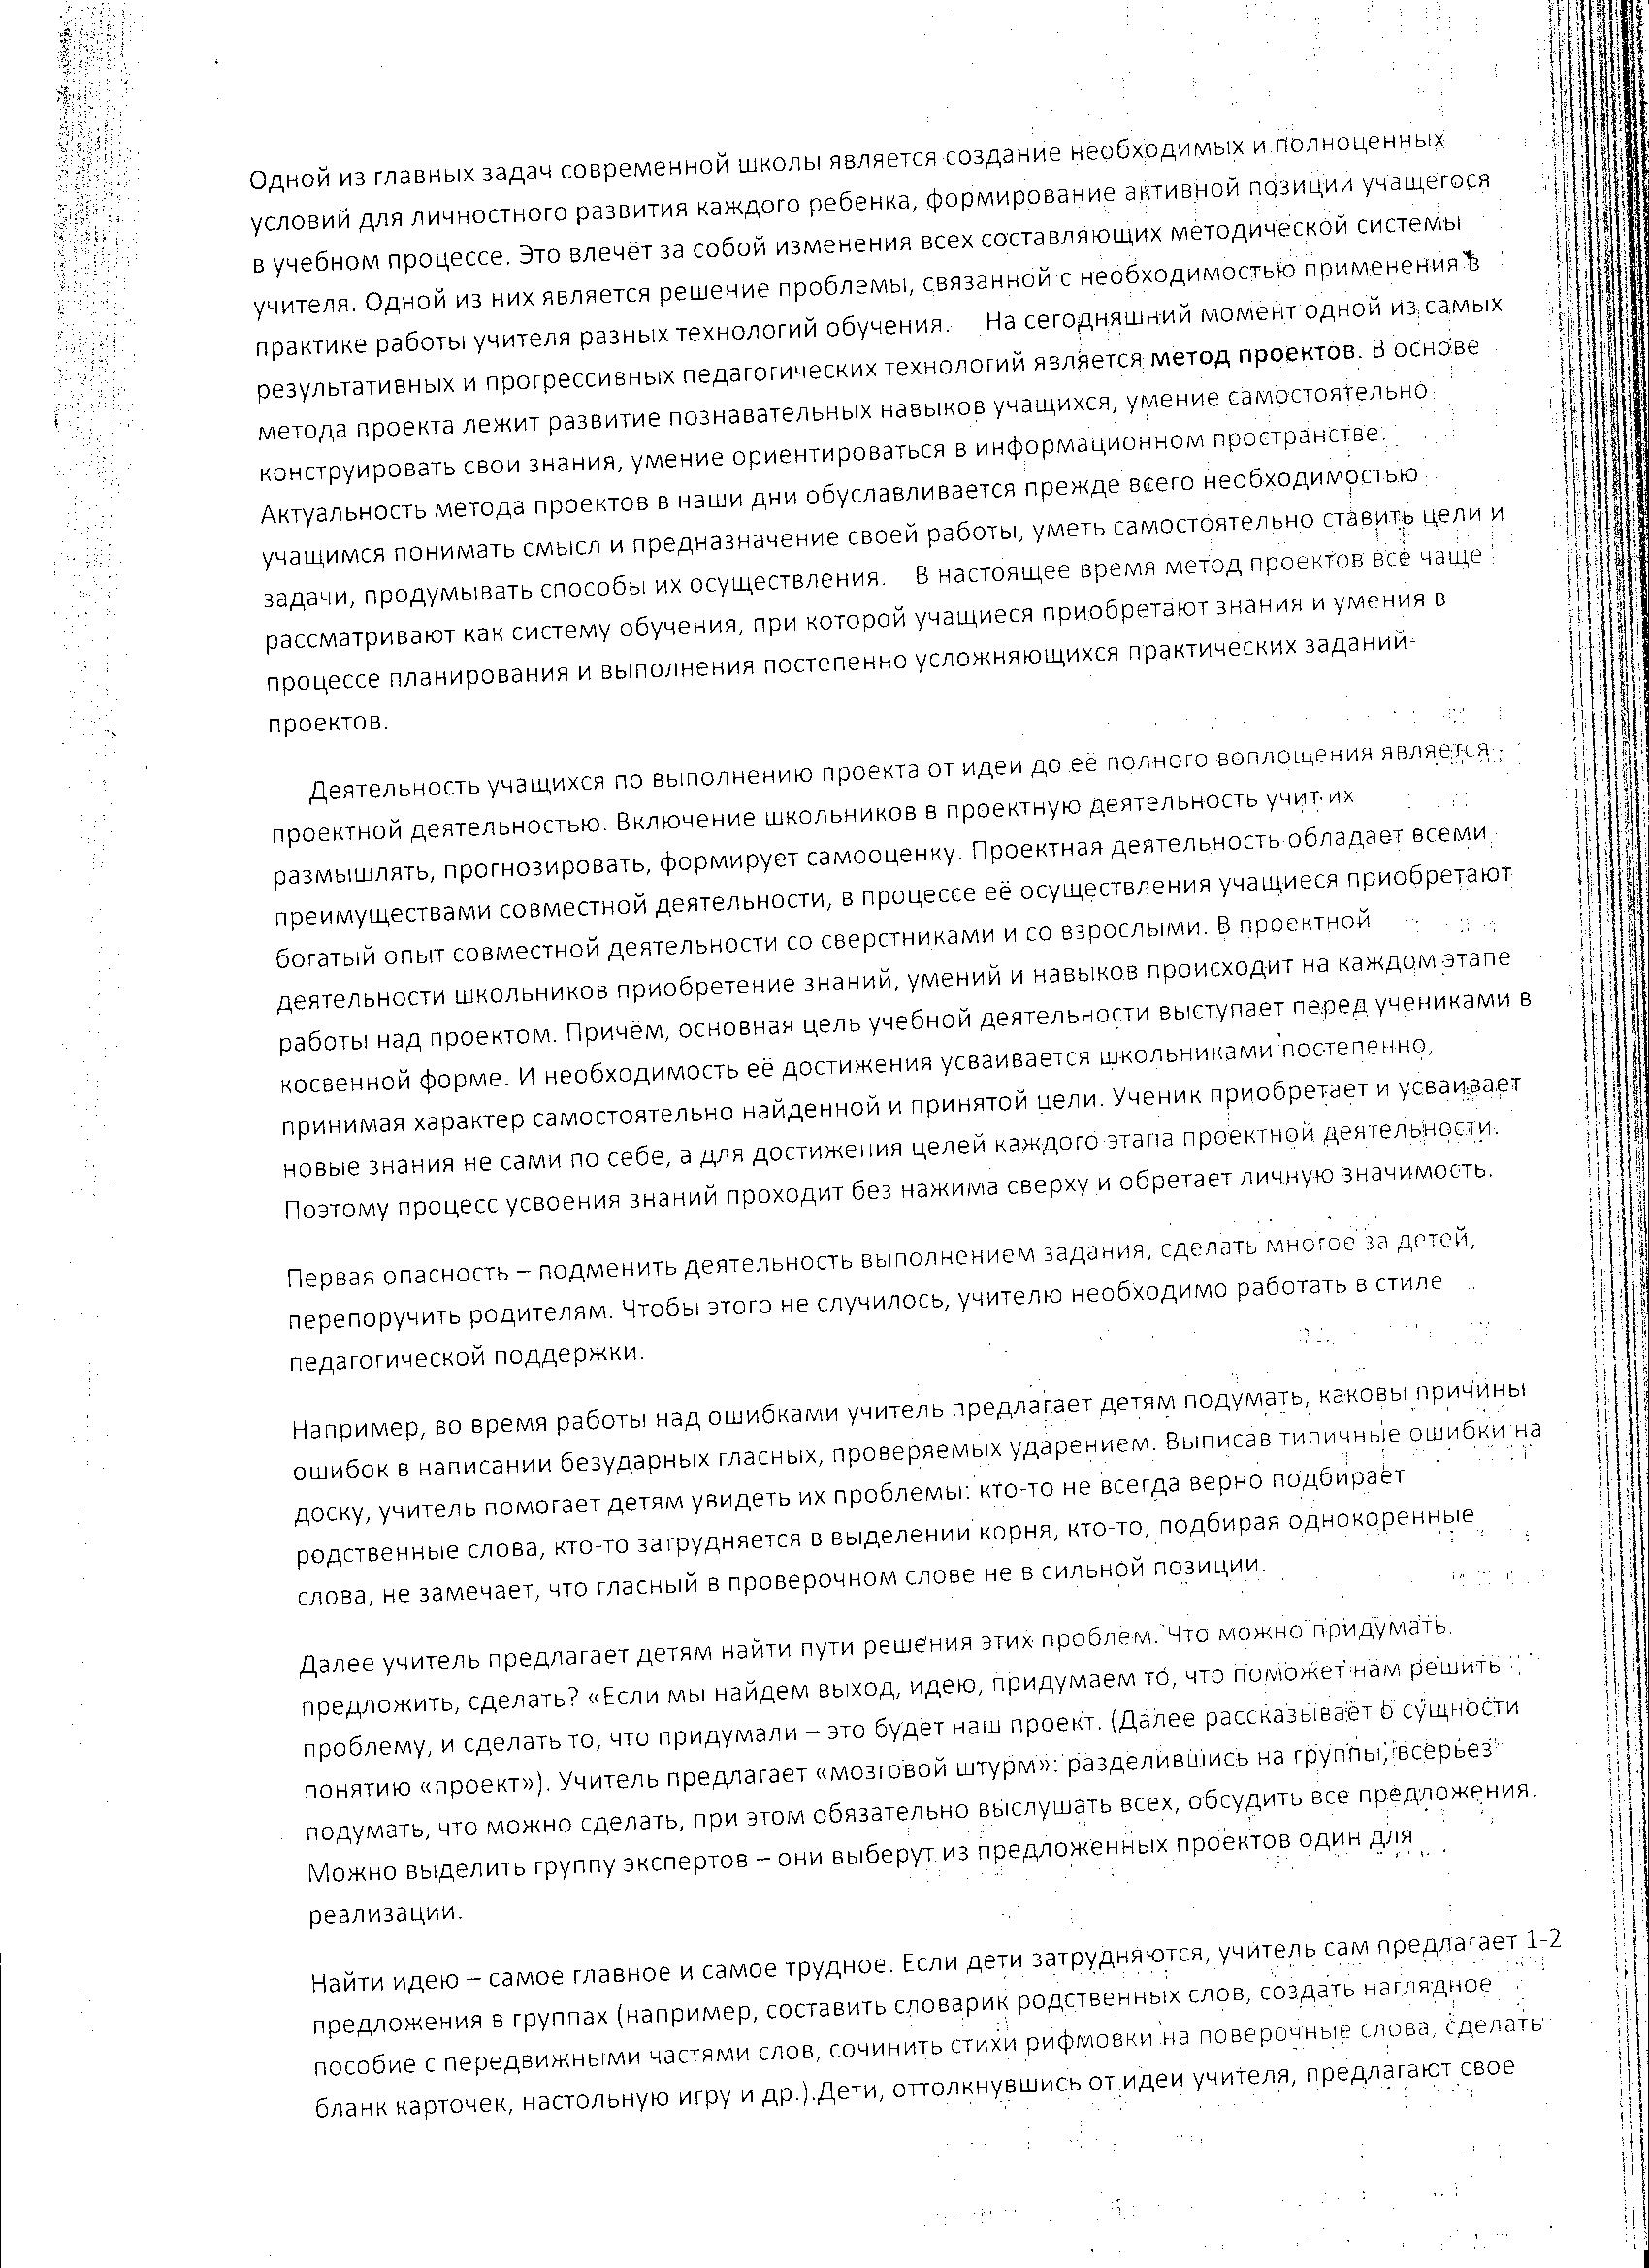 Одной из главных задач современной школы является создание необходимых и полноценных
условий для личностного развития каждого ребенка, формирование активной позиции учащегося
в учебном процессе. Это влечёт за собой изменения всех составляющих методической системы
учителя. Одной из них является решение проблемы, связанной с необходимостью применения в
практике работы учителя разных технологий обучения. На сегодняшний момент одной из самых
результативных и прогрессивных педагогических технологий является метод проектов. В основе
метода проекта лежит развитие познавательных навыков учащихся, умение самостоятельно
конструировать свои знания, умение ориентироваться в информационном пространстве.
Актуальность метода проектов в наши дни обуславливается прежде всего необходимостью
учащимся понимать смысл и предназначение своей работы, уметь самостоятельно ставить цели и
задачи, продумывать способы их осуществления. В настоящее время метод проектов всё чаще
рассматривают как систему обучения, при которой учащиеся приобретают знания и умения в
процессе планирования и выполнения постепенно усложняющихся практических заданий-
проектов.
Деятельность учащихся по выполнению проекта от идеи до её полного воплощения является
проектной деятельностью. Включение школьников в проектную деятельность учит их
размышлять, прогнозировать, формирует самооценку. Проектная деятельность обладает всеми
преимуществами совместной деятельности, в процессе её осуществления учащиеся приобретают
богатый опыт совместной деятельности со сверстниками и со взрослыми. В проектной
деятельности школьников приобретение знаний, умений и навыков происходит на каждом этапе
работы над проектом. Причём, основная цель учебной деятельности выступает перед учениками в
косвенной форме. И необходимость её достижения усваивается школьниками постепенно,
принимая характер самостоятельно найденной и принятой цели. Ученик приобретает и усваивает
новые знания не сами по себе, а для достижения целей каждого этапа проектной деятельности.
Поэтому процесс усвоения знаний проходит без нажима сверху и обретает личную значимость.
Первая опасность – подменить деятельность выполнением задания, сделать многое за детей,
перепоручить родителям. Чтобы этого не случилось, учителю необходимо работать в стиле
педагогической поддержки.
Например, во время работы над ошибками учитель предлагает детям подумать, каковы причины
ошибок в написании безударных гласных, проверяемых ударением. Выписав типичные ошибки на
доску, учитель помогает детям увидеть их проблемы: кто-то не всегда верно подбирает
родственные слова, кто-то затрудняется в выделении корня, кто-то, подбирая однокоренные
слова, не замечает, что гласный в проверочном слове не в сильной позиции.
Далее учитель предлагает детям найти пути решения этих проблем. Что можно придумать,
предложить, сделать? «Если мы найдем выход, идею, придумаем то, что поможет нам решить
проблему, и сделать то, что придумали – это будет наш проект. (Далее рассказывает о сущности
понятию «проект»). Учитель предлагает «мозговой штурм»: разделившись на группы, всерьез
подумать, что можно сделать, при этом обязательно выслушать всех, обсудить все предложения.
Можно выделить группу экспертов – они выберут из предложенных проектов один для
реализации.
Найти идею – самое главное и самое трудное. Если дети затрудняются, учитель сам предлагает 1-2
предложения в группах (например, составить словарик родственных слов, создать наглядное
пособие с передвижными частями слов, сочинить стихи рифмовки на поверочные слова, сделать
бланк карточек, настольную игру и др.).Дети, оттолкнувшись от идеи учителя, предлагают свое